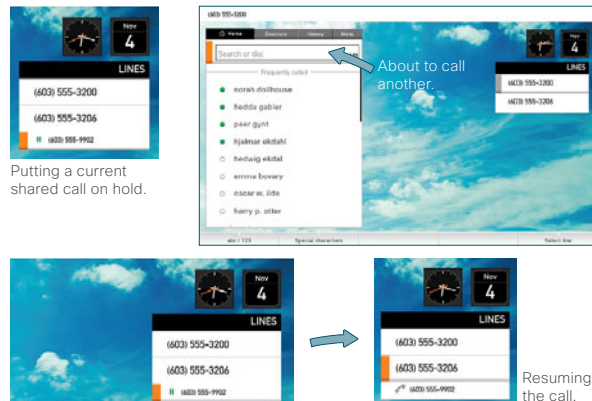 Nov
4
LINES
(603) 555-3200
(603) 555-3206
(603) 555-9902
Putting a current
shared call on hold.
(603) 555-3200
Home Directory History More
Search or dial
Frequently called
norah dollhouse
hedda gabler
peer gynt
hjalmar ekdahl
hedwig ekdal
emma bovary
oscar w. ilde
harry p. otter
abc / 123 Special characters Select line
About to call
another.
Nov
4
LINES
(603) 555-3200
(603) 555-3206
Nov
4
LINES
(603) 555-3200
(603) 555-3206
(603) 555-9902
Nov
4
LINES
(603) 555-3200
(603) 555-3206
(603) 555-9902
Resuming
the call.